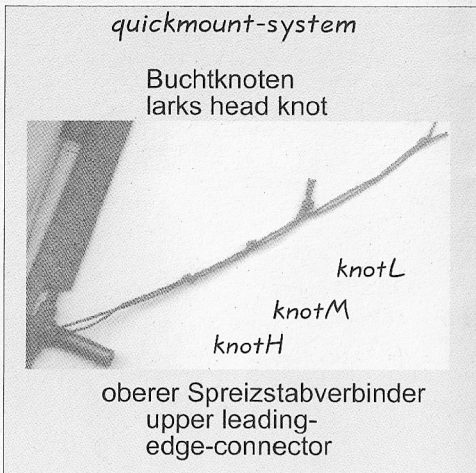 quickmount-system
Buchtknoten
larks head knot
knotL
knotM
knotH
oberer Spreizstabverbinder
upper leading-
edge-connector